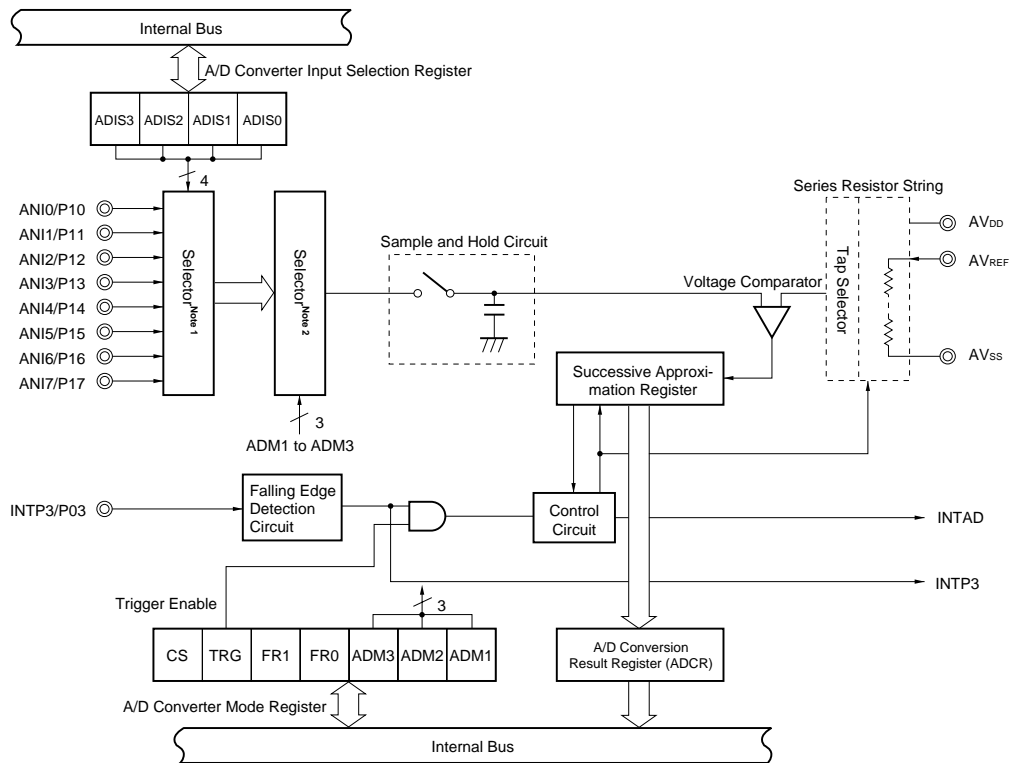 Internal Bus
A/D Converter Input Selection Register
ADIS3 ADIS2 ADIS1 ADIS0
4
Series Resistor String
ANI0/P10
ANI1/P11
ANI2/P12
ANI3/P13
ANI4/P14
ANI5/P15
ANI6/P16
ANI7/P17
Selector Note 1
Selector Note 2
Sample and Hold Circuit
Voltage Comparator
Tap Selector
AVDD
AVREF
AVSS
Successive Approxi-
mation Register
3
ADM1 to ADM3
INTP3/P03
Falling Edge
Detection
Circuit
Control
Circuit
INTAD
INTP3
Trigger Enable
3
CS TRG FR1 FR0 ADM3 ADM2 ADM1
A/D Conversion
Result Register (ADCR)
A/D Converter Mode Register
Internal Bus